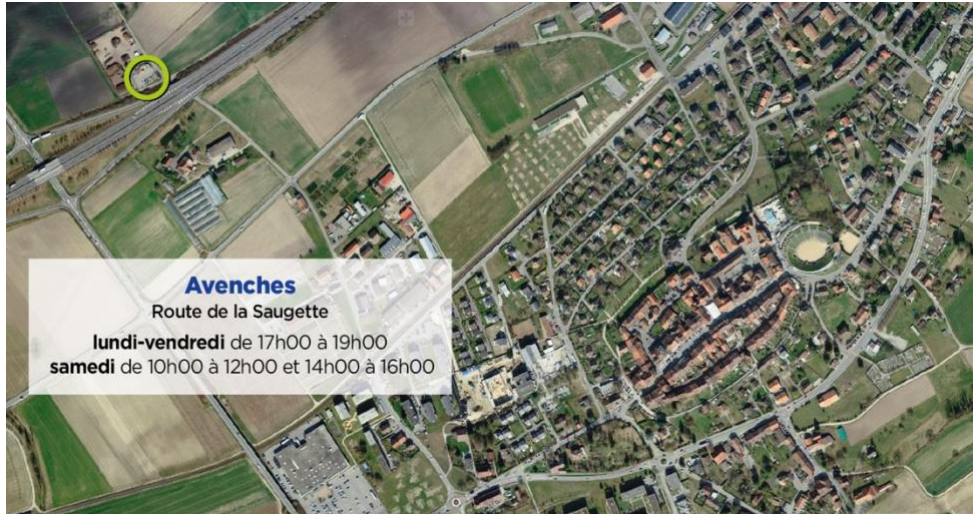 Avenches
Route de la Saugette
lundi-vendredi de 17h00 à 19h00
samedi de 10h00 à 12h00 et 14h00 à 16h00